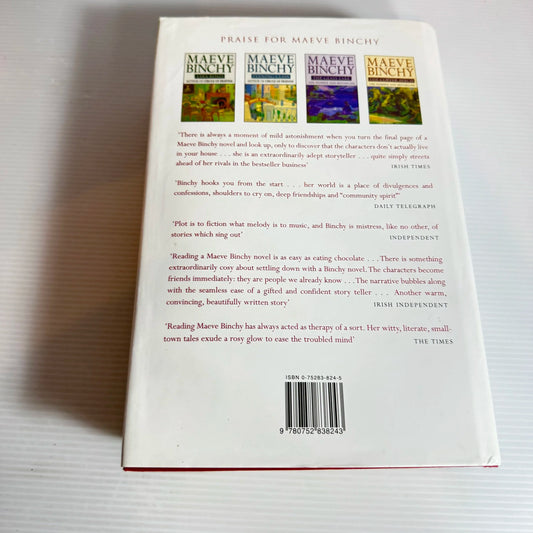 PRAISE FOR MAEVE BINCHY
MAEVE MAEVE MAEVE MAEVE
BINCHY BINCHY BINCHY BINCHY
'There is always a moment of mild astonishment when you turn the final page of a
Maeve Binchy novel and look up, only to discover that the characters don't actually live
in your house . . . she is an extraordinarily adept storyteller . . . quite simply streets
ahead of her rivals in the bestseller business' IRISH TIMES
'Binchy hooks you from the start . . . her world is a place of divulgences and
confessions, shoulders to cry on, deep friendships and "community spirit"'
DAILY TELEGRAPH
'Plot is to fiction what melody is to music, and Binchy is mistress, like no other, of
stories which sing out' INDEPENDENT
'Reading a Maeve Binchy novel is as easy as eating chocolate . . . There is something
extraordinarily cosy about settling down with a Binchy novel. The characters become
friends immediately: they are people we already know . . . The narrative bubbles along
with the seamless ease of a gifted and confident story teller . . . Another warm,
convincing, beautifully written story' IRISH INDEPENDENT
'Reading Maeve Binchy has always acted as therapy of a sort. Her witty, literate, small-
town tales exude a rosy glow to ease the troubled mind' THE TIMES
ISBN 0-75283-824-5
9 780752 838243